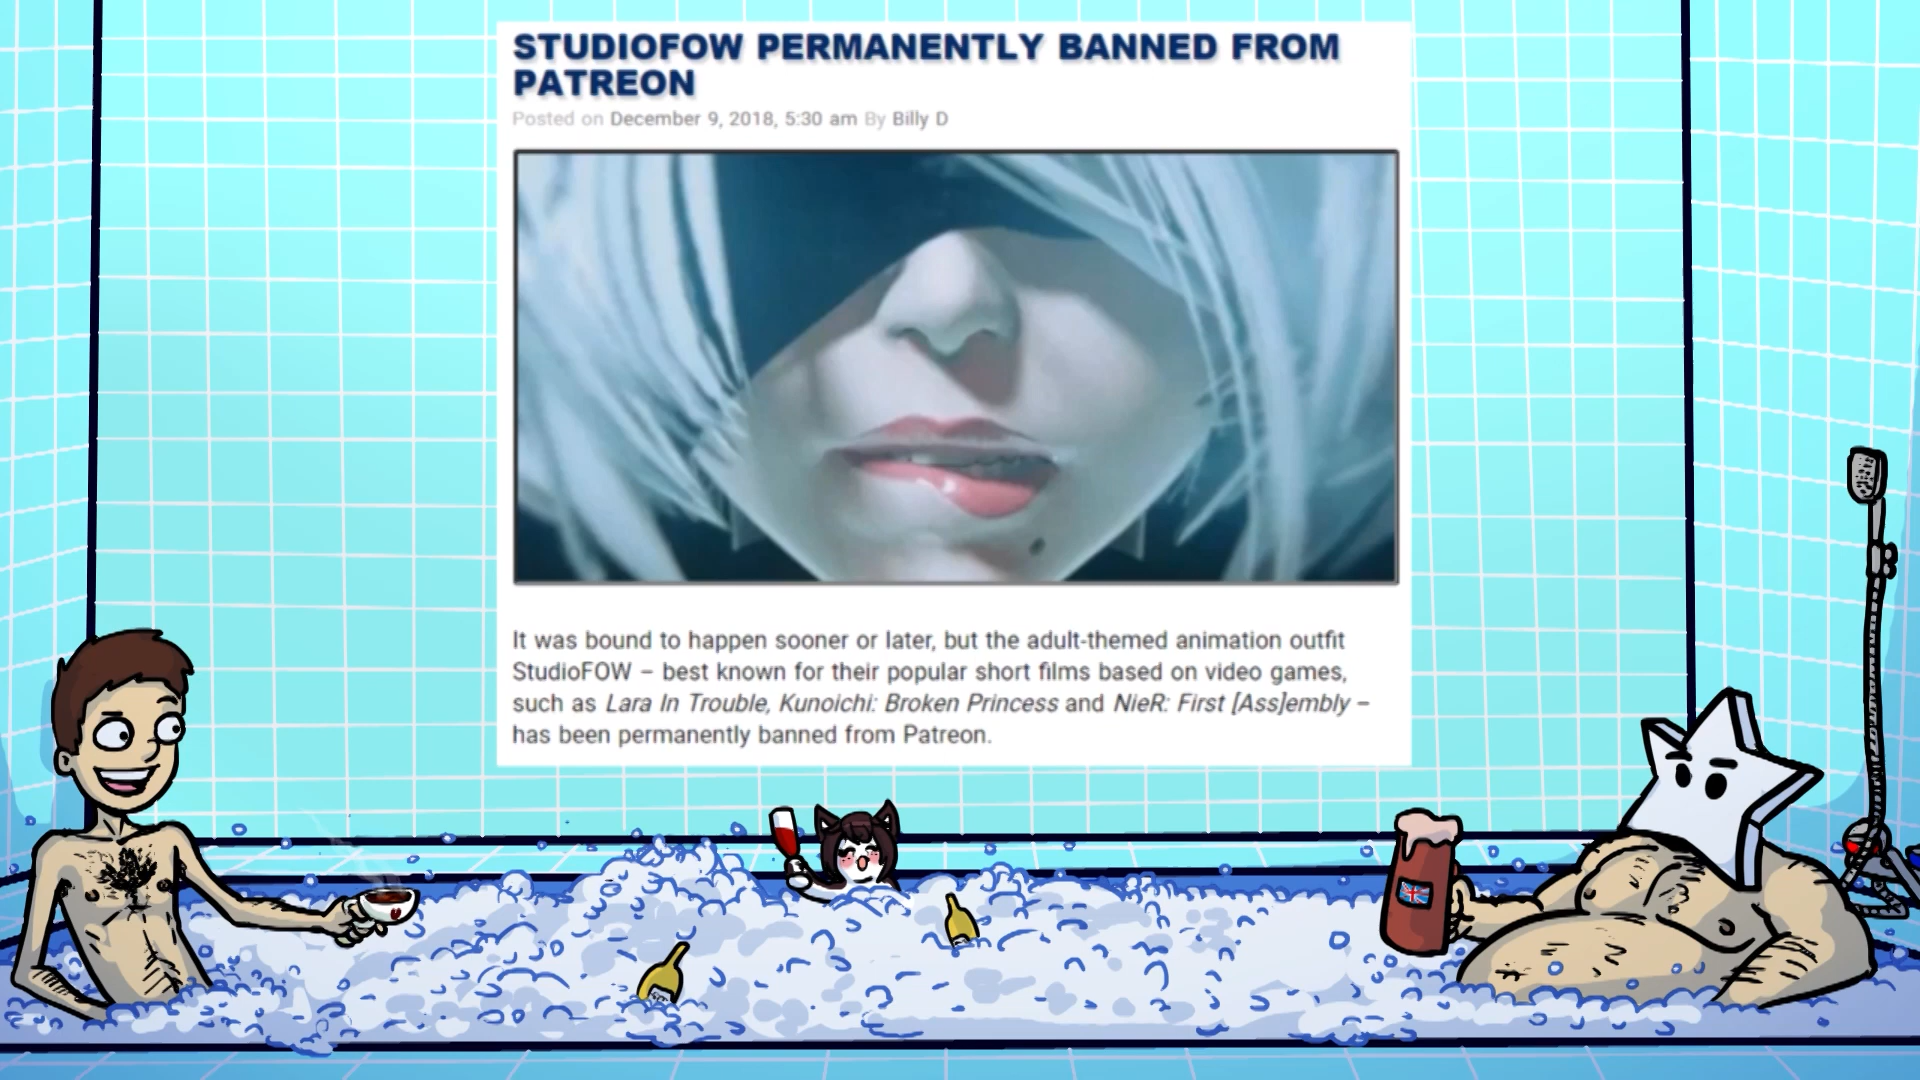 STUDIOFOW PERMANENTLY BANNED FROM
PATREON
Posted on December 9, 2018, 5:30 am By Billy D
It was bound to happen sooner or later, but the adult-themed animation outfit
StudioFOW – best known for their popular short films based on video games,
such as Lara In Trouble, Kunoichi: Broken Princess and NieR: First [Ass]embly –
has been permanently banned from Patreon.